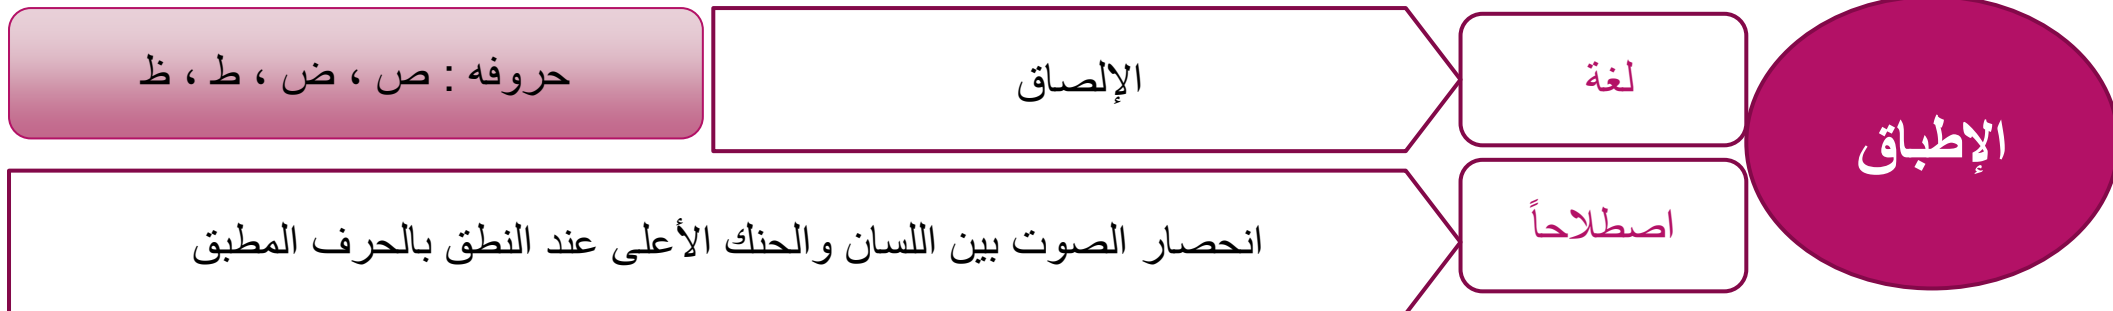 الإطباق
لغة
الإلصاق
حروفه : ص ، ض ، ط ، ظ
اصطلاحاً
انحصار الصوت بين اللسان والحنك الأعلى عند النطق بالحرف المطبق